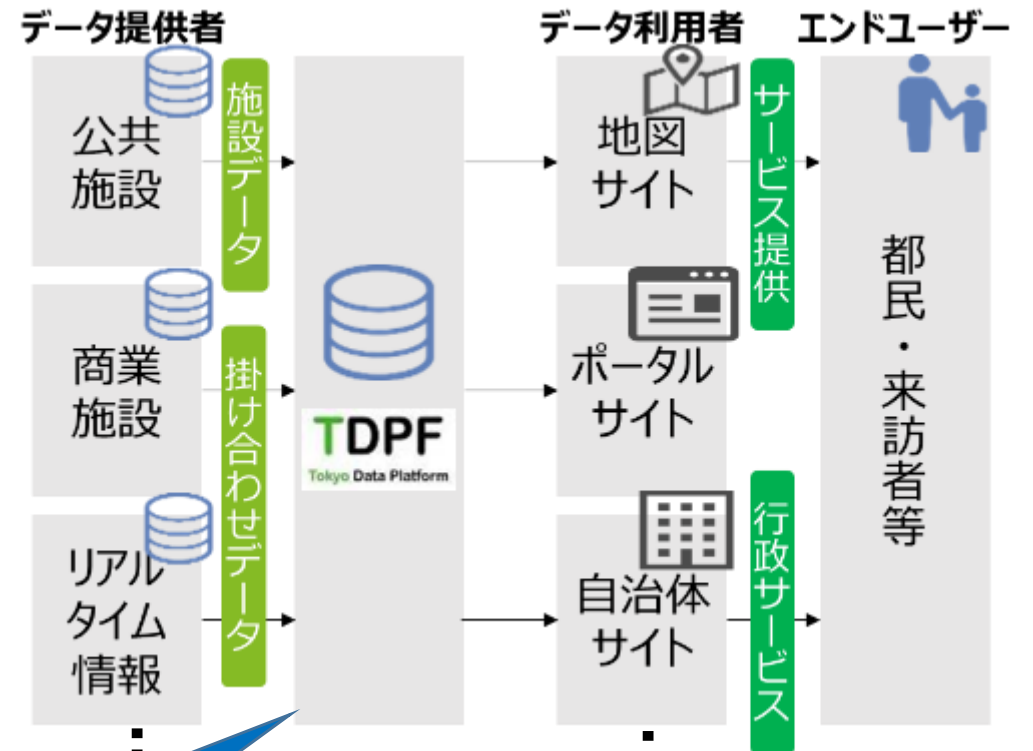 データ提供者
データ利用者
エンドユーザー
公共
施設
商業
施設
リアル
タイム
情報
施設データ
掛け合わせデータ
TDPF
Tokyo Data Platform
地図
サイト
ポータル
サイト
自治体
サイト
サービス提供
行政サービス
都民・来訪者等